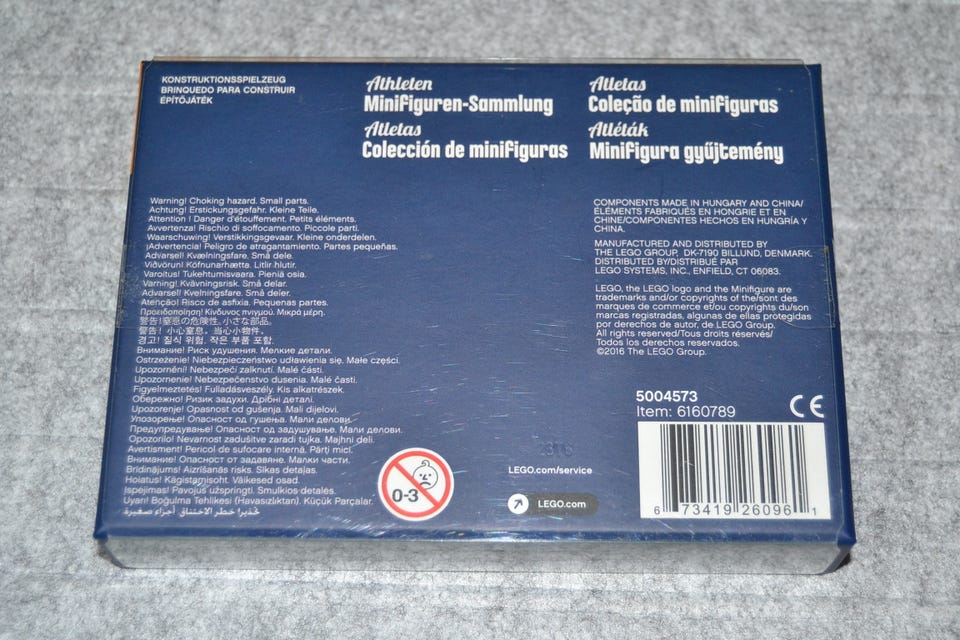 KONSTRUKTIONSSPIELZEUG
BRINQUEDO PARA CONSTRUIR
ÉPÍTŐJÁTÉK
Athleten
Minifiguren-Sammlung
Atletas
Colección de minifiguras
Atletas
Coleção de minifiguras
Atléták
Minifigura gyűjtemény
Warning! Choking hazard. Small parts.
Achtung! Erstickungsgefahr. Kleine Teile.
Attention ! Danger d'étouffement. Petits éléments.
Avvertenza! Rischio di soffocamento. Piccole parti.
Waarschuwing! Verstikkingsgevaar. Kleine onderdelen.
¡Advertencia! Peligro de atragantamiento. Partes pequeñas.
Advarsel! Kvælningsfare. Små dele.
Viðvörun! Köfnunarhætta. Litlir hlutir.
Varoitus! Tukehtumisvaara. Pieniä osia.
Varning! Kvävningsrisk. Små delar.
Advarsel! Kvelningsfare. Små deler.
Atenção! Risco de asfixia. Pequenas partes.
Προειδοποίηση! Κίνδυνος πνιγμού. Μικρά μέρη.
警告!窒息の危険性。小さな部品。
警告! 小心窒息,当心小物件。
경고! 질식 위험. 작은 부품 포함.
Внимание! Риск удушения. Мелкие детали.
Ostrzeżenie! Niebezpieczeństwo udławienia się. Małe części.
Upozornění! Nebezpečí zalknutí. Malé části.
Upozornenie! Nebezpečenstvo dusenia. Malé časti.
Figyelmeztetés! Fulladásveszély. Kis alkatrészek.
Обережно! Ризик задухи. Дрібні деталі.
Upozorenje! Opasnost od gušenja. Mali dijelovi.
Упозорење! Опасност од гушења. Мали делови.
Предупредување! Опасност од задушување. Мали делови.
Opozorilo! Nevarnost zadušitve zaradi tujka. Majhni deli.
Avertisment! Pericol de sufocare internă. Părţi mici.
Внимание! Опасност от задавяне. Малки части.
Brīdinājums! Aizrīšanās risks. Sīkas detaļas.
Hoiatus! Kägistamisoht. Väikesed osad.
Įspėjimas! Pavojus užspringti. Smulkios detalės.
Uyarı! Boğulma Tehlikesi (Havasızlıktan). Küçük Parçalar.
تحذير! خطر الاختناق. أجزاء صغيرة
0-3
COMPONENTS MADE IN HUNGARY AND CHINA/
ÉLÉMENTS FABRIQUÉS EN HONGRIE ET EN
CHINE/COMPONENTES HECHOS EN HUNGRÍA Y
CHINA.
MANUFACTURED AND DISTRIBUTED BY
THE LEGO GROUP, DK-7190 BILLUND, DENMARK.
DISTRIBUTED BY/DISTRIBUÉ PAR
LEGO SYSTEMS, INC., ENFIELD, CT 06083.
LEGO, the LEGO logo and the Minifigure are
trademarks and/or copyrights of the/sont des
marques de commerce et/ou copyrights du/son
marcas registradas, algunas de ellas protegidas
por derechos de autor, de LEGO Group.
All rights reserved/Tous droits réservés/
Todos los derechos reservados.
©2016 The LEGO Group.
5004573
Item: 6160789
CE
LEGO.com/service
LEGO.com
6 73419 26096 1